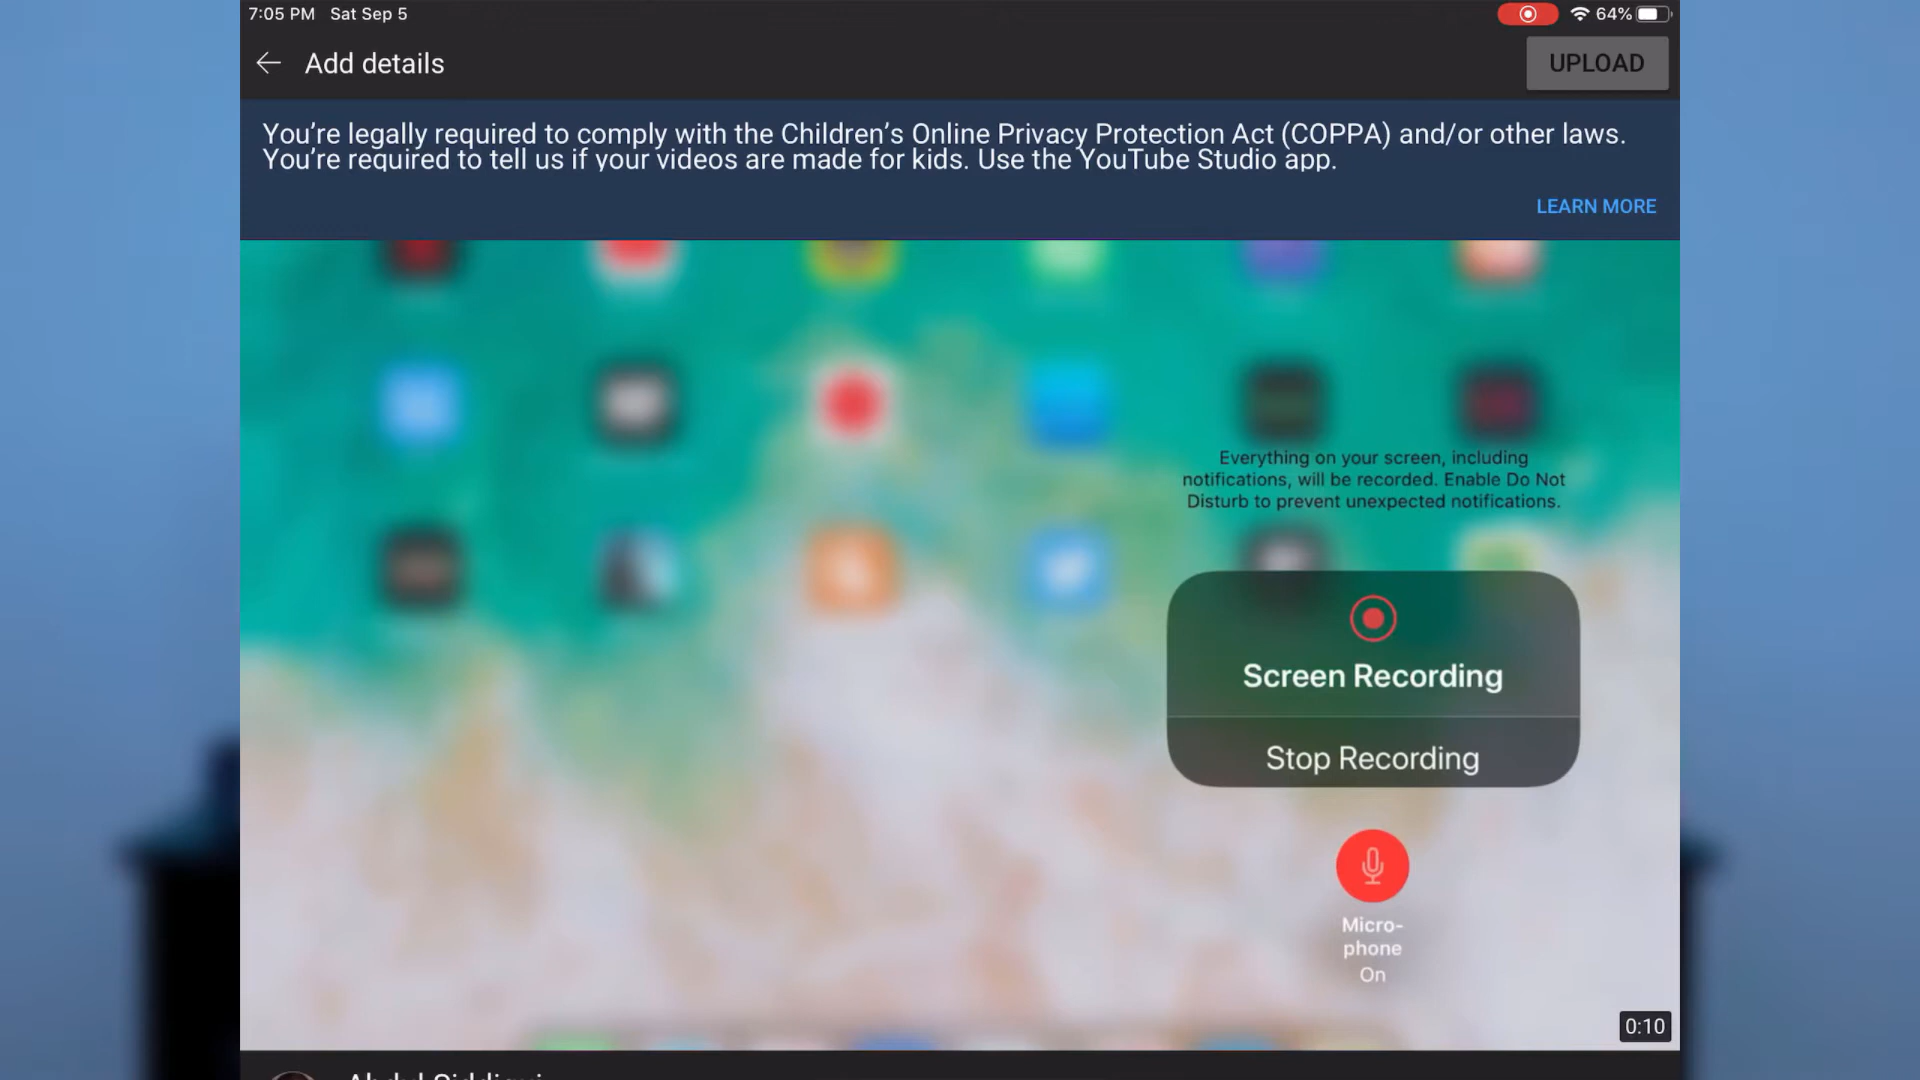 7:05 PM Sat Sep 5
64%
Add details
UPLOAD
You're legally required to comply with the Children's Online Privacy Protection Act (COPPA) and/or other laws.
You're required to tell us if your videos are made for kids. Use the YouTube Studio app.
LEARN MORE
Everything on your screen, including
notifications, will be recorded. Enable Do Not
Disturb to prevent unexpected notifications.
Screen Recording
Stop Recording
Micro-
phone
On
0:10